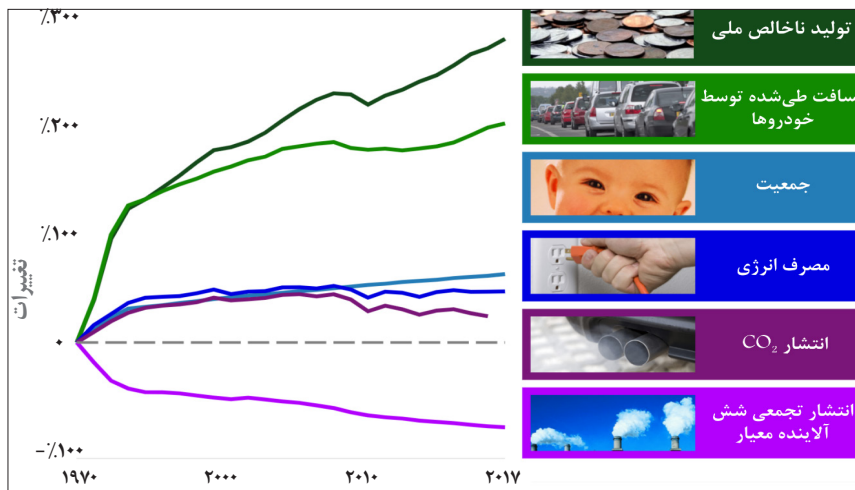 ٪۳۰۰
٪۲۰۰
٪۱۰۰
۰
-٪۱۰۰
تغییرات
۱۹۷۰
۲۰۰۰
۲۰۱۰
۲۰۱۷
تولید ناخالص ملی
سافت طی‌شده توسط
خودروها
جمعیت
مصرف انرژی
انتشار CO₂
انتشار تجمعی شش
آلاینده معیار